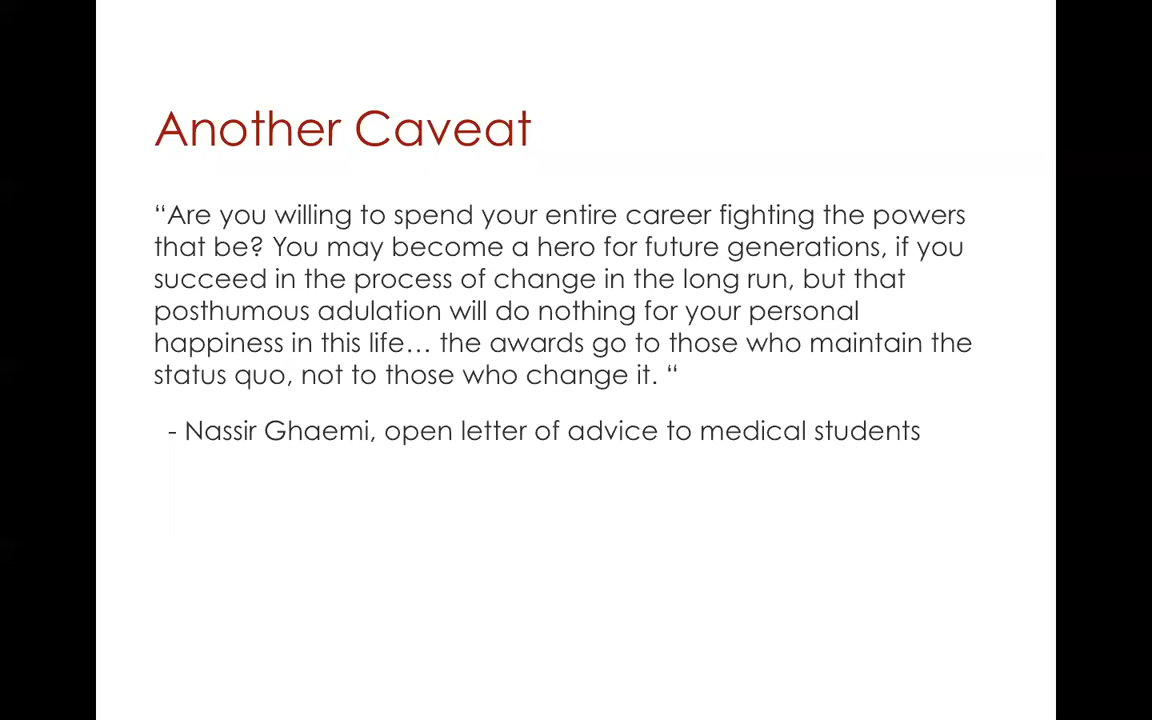 Another Caveat
“Are you willing to spend your entire career fighting the powers
that be? You may become a hero for future generations, if you
succeed in the process of change in the long run, but that
posthumous adulation will do nothing for your personal
happiness in this life… the awards go to those who maintain the
status quo, not to those who change it. “
- Nassir Ghaemi, open letter of advice to medical students